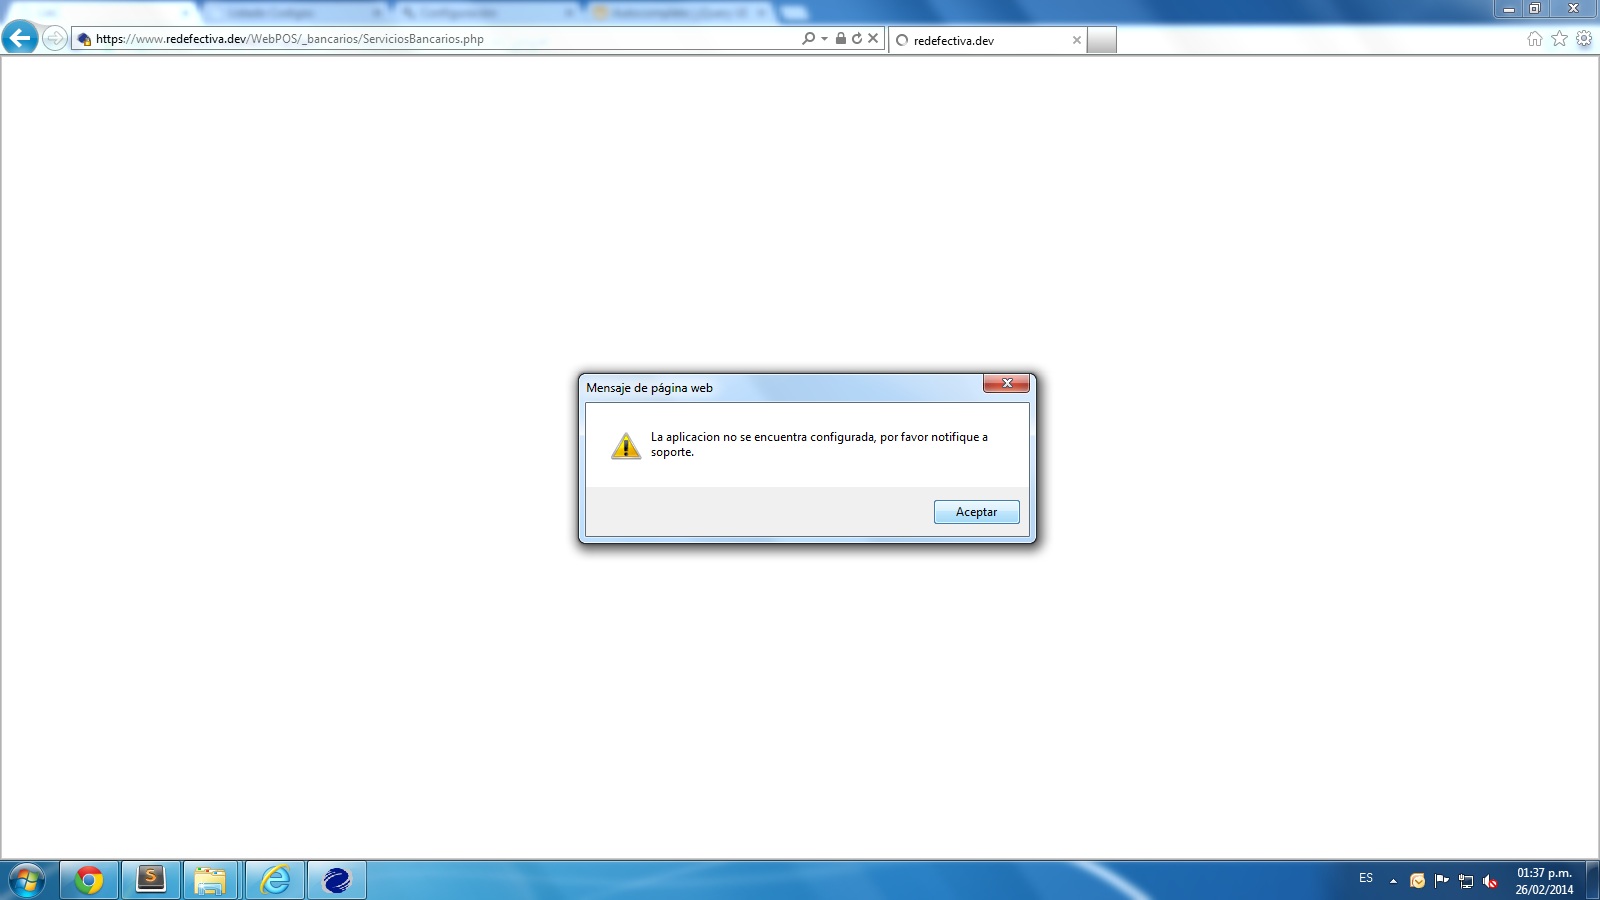 https://www.redefectiva.dev/WebPOS/_bancarios/ServiciosBancarios.php
redefectiva.dev
Mensaje de página web
La aplicacion no se encuentra configurada, por favor notifique a
soporte.
Aceptar
ES
01:37 p.m.
26/02/2014